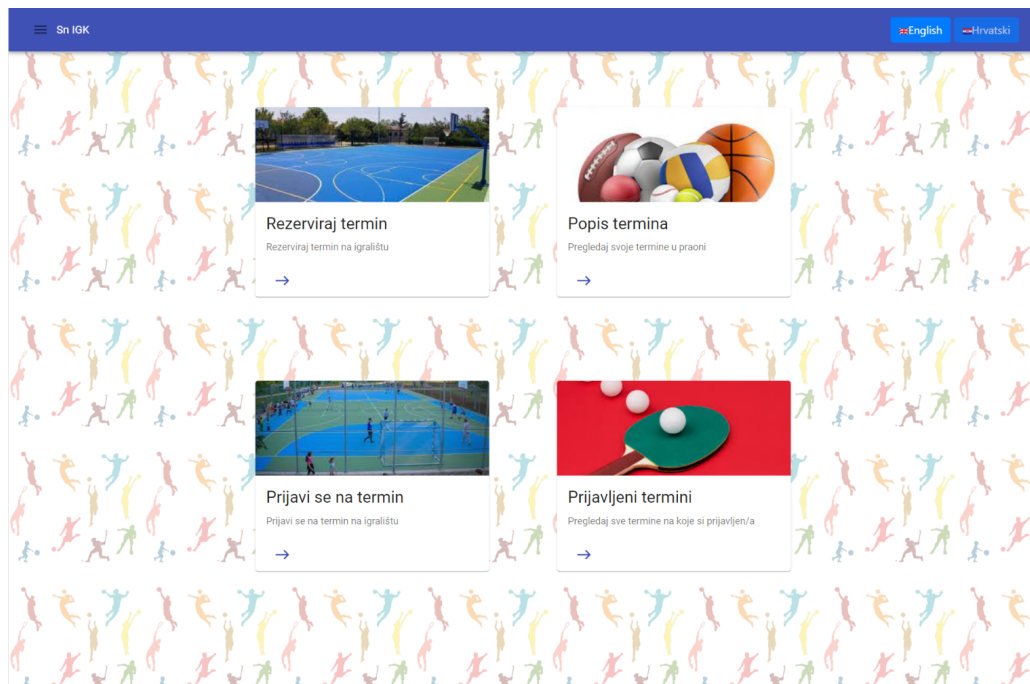 Sn IGK
English
Hrvatski
Rezerviraj termin
Rezerviraj termin na igralištu
Popis termina
Pregledaj svoje termine u praoni
Prijavi se na termin
Prijavi se na termin na igralištu
Prijavljeni termini
Pregledaj sve termine na koje si prijavljen/a